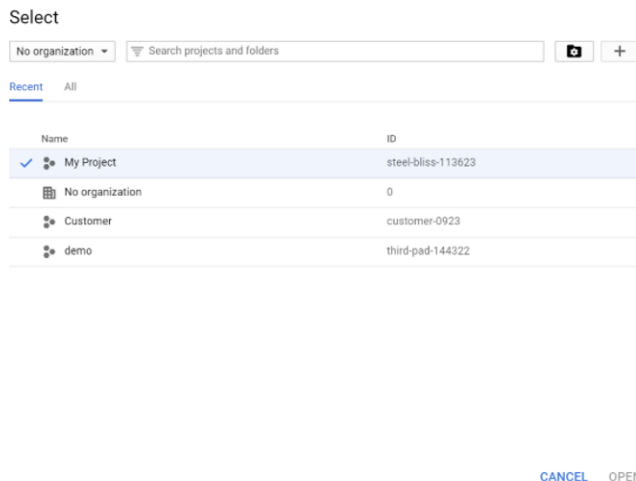 Select
No organization Search projects and folders
Recent All
Name ID
My Project steel-bliss-113623
No organization 0
Customer customer-0923
demo third-pad-144322
CANCEL OPEN